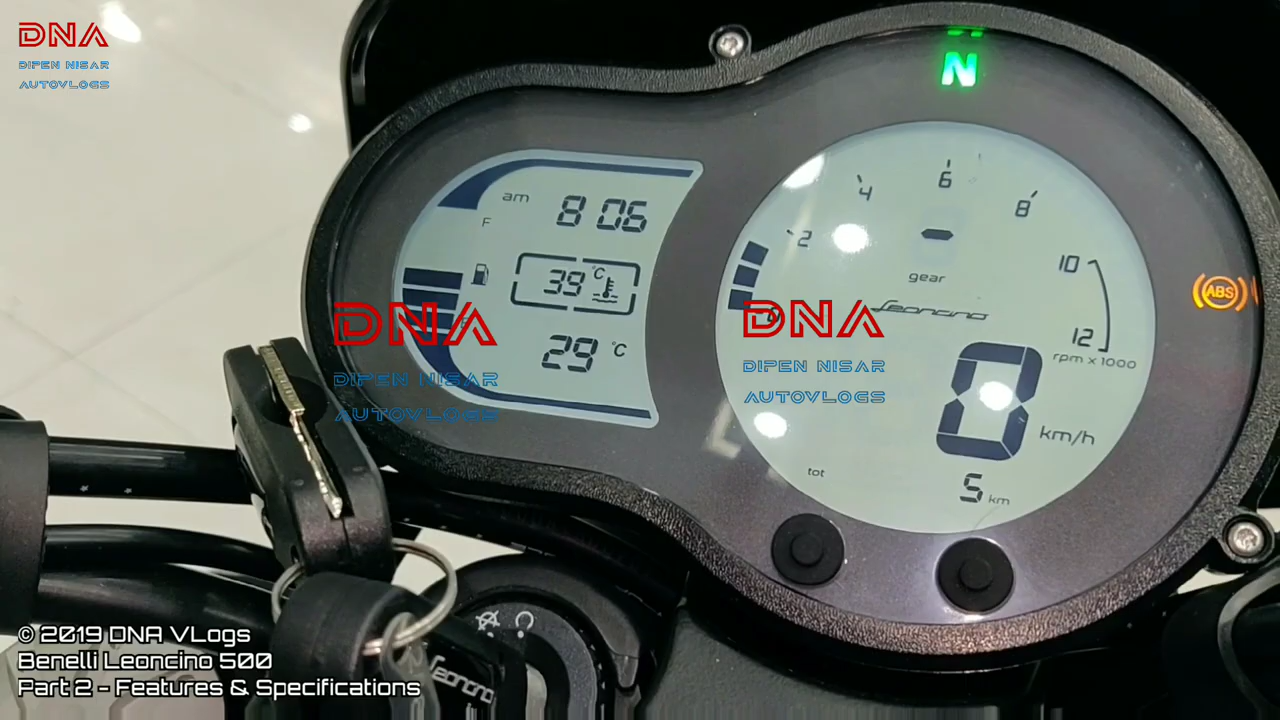 DNA
DIPEN NISAR
AUTOVLOGS
N
am
8 06
F
39 °C
29 °C
DNA
DIPEN NISAR
AUTOVLOGS
0
2
4
6
8
10
12
rpm x 1000
-
gear
Leoncino
DNA
DIPEN NISAR
AUTOVLOGS
ABS
0 km/h
tot
5 km
Leoncino
© 2019 DNA VLogs
Benelli Leoncino 500
Part 2 - Features & Specifications